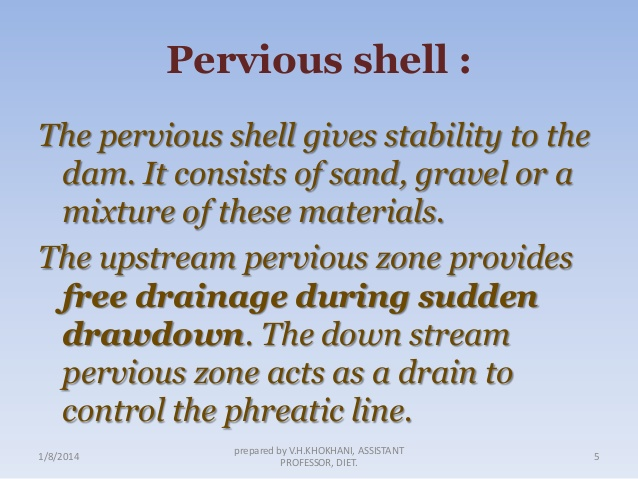 Pervious shell :
The pervious shell gives stability to the
dam. It consists of sand, gravel or a
mixture of these materials.
The upstream pervious zone provides
free drainage during sudden
drawdown. The down stream
pervious zone acts as a drain to
control the phreatic line.
1/8/2014
prepared by V.H.KHOKHANI, ASSISTANT
PROFESSOR, DIET.
5